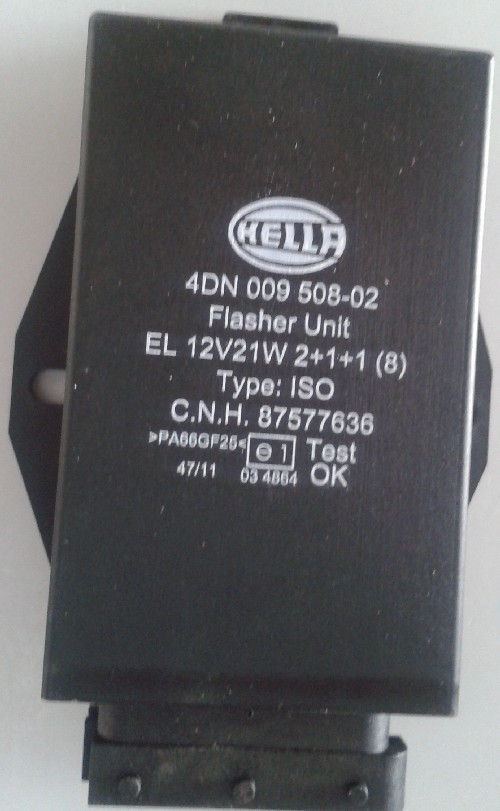 HELLA
4DN 009 508-02
Flasher Unit
EL 12V21W 2+1+1 (8)
Type: ISO
C.N.H. 87577636
>PA66GF25< e 1 Test
47/11 03 4864 OK